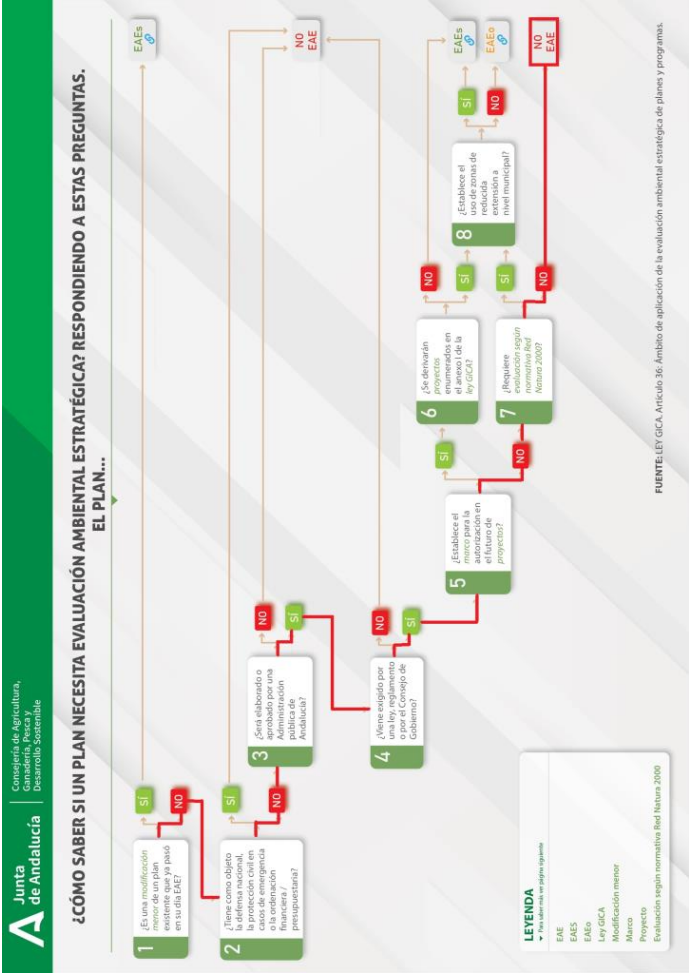 Junta
de Andalucía
Consejería de Agricultura,
Ganadería, Pesca y
Desarrollo Sostenible
¿CÓMO SABER SI UN PLAN NECESITA EVALUACIÓN AMBIENTAL ESTRATÉGICA? RESPONDIENDO A ESTAS PREGUNTAS.
EL PLAN...
1
¿Es una modificación
menor de un plan
existente que ya pasó
en su día EAE?
SÍ
NO
EAEs
2
¿Tiene como objeto
la defensa nacional,
la protección civil en
casos de emergencia
o la ordenación
financiera /
presupuestaria?
SÍ
NO
3
¿Será elaborado o
aprobado por una
Administración
pública de
Andalucía?
NO
SÍ
NO
EAE
4
¿Viene exigido por
una ley, reglamento
o por el Consejo de
Gobierno?
NO
SÍ
5
¿Establece el
marco para la
autorización en
el futuro de
proyectos?
SÍ
NO
6
¿Se derivarán
proyectos
enumerados en
el anexo I de la
ley GICA?
NO
SÍ
7
¿Requiere
evaluación según
normativa Red
Natura 2000?
SÍ
NO
8
¿Establece el
uso de zonas de
reducida
extensión a
nivel municipal?
SÍ
NO
EAEs
EAEo
NO
EAE
LEYENDA
Para saber más ver página siguiente
EAE
EAES
EAEo
Ley GICA
Modificación menor
Marco
Proyecto
Evaluación según normativa Red Natura 2000
FUENTE: LEY GICA. Artículo 36: Ámbito de aplicación de la evaluación ambiental estratégica de planes y programas.